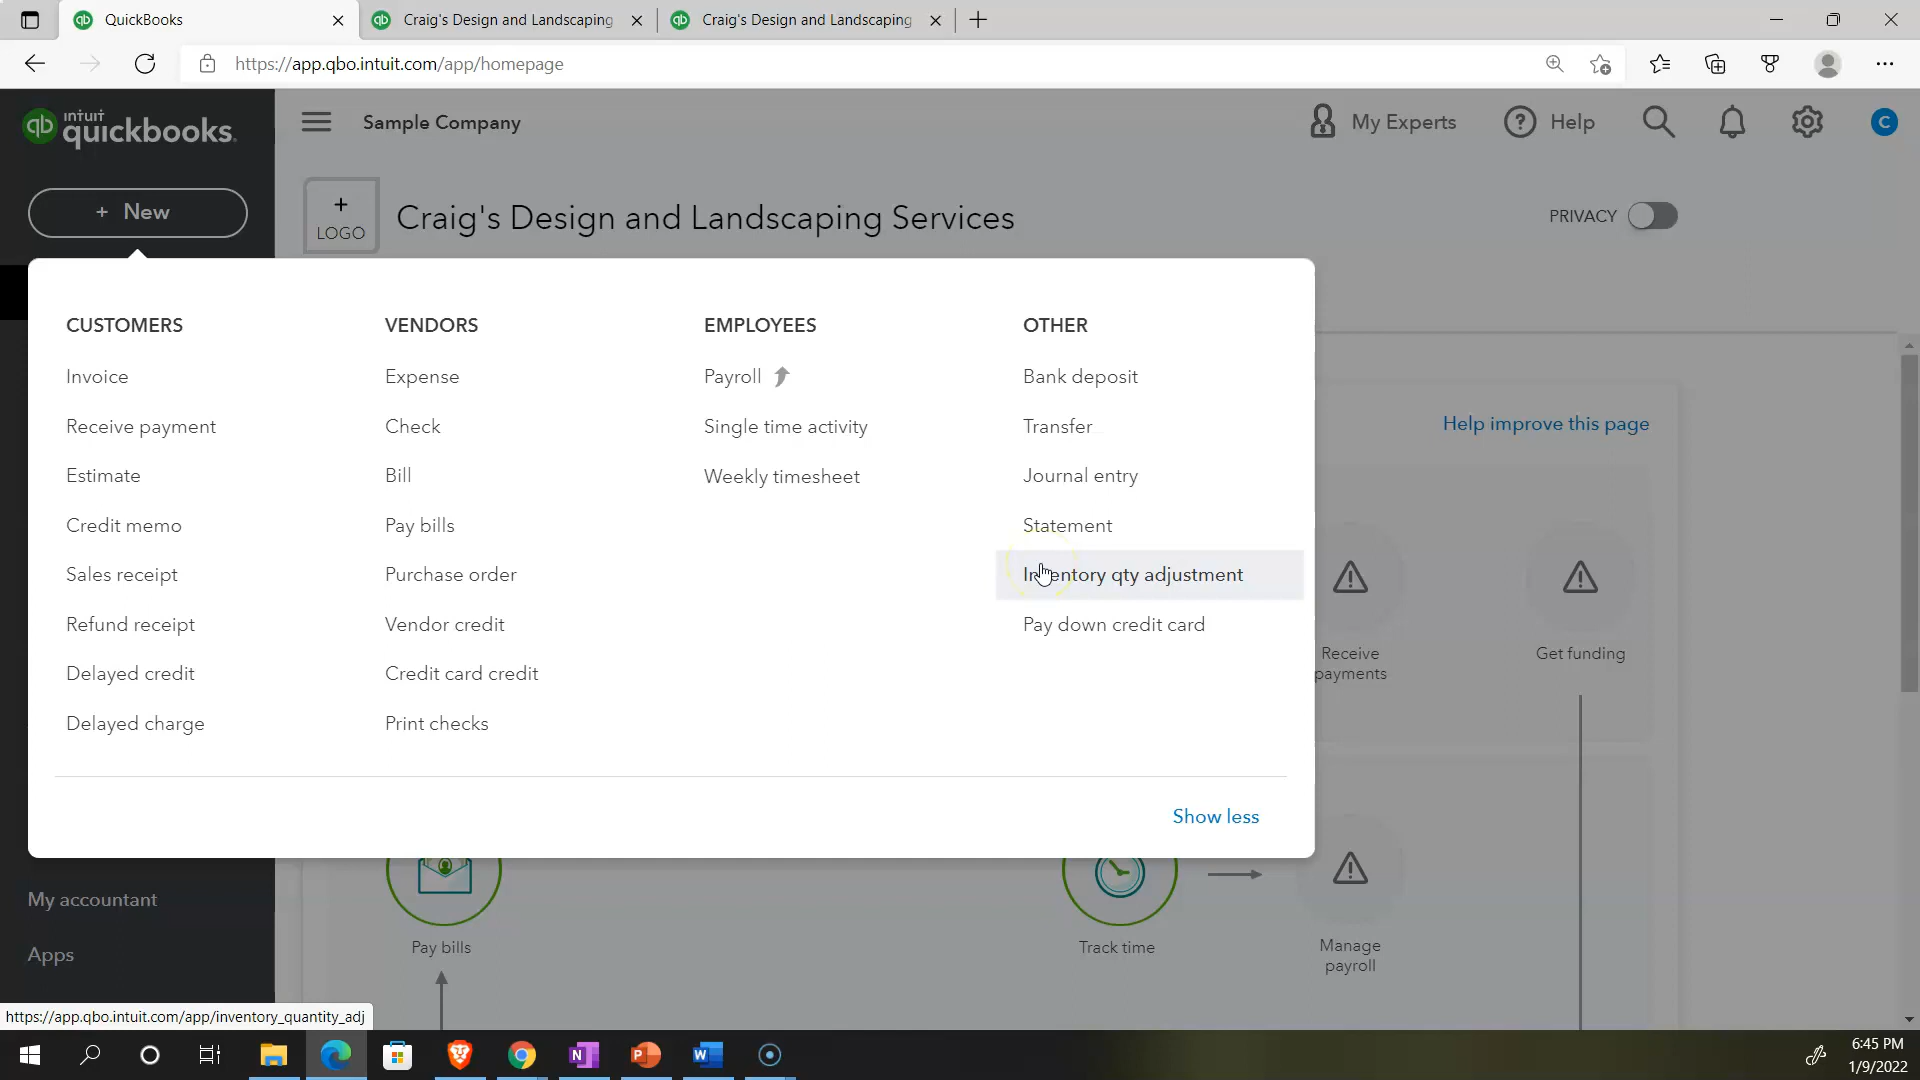 QuickBooks
Craig's Design and Landscaping
Craig's Design and Landscaping
https://app.qbo.intuit.com/app/homepage
intuit
qb quickbooks.
Sample Company
My Experts
Help
C
+ New
+
LOGO
Craig's Design and Landscaping Services
PRIVACY
CUSTOMERS
Invoice
Receive payment
Estimate
Credit memo
Sales receipt
Refund receipt
Delayed credit
Delayed charge
VENDORS
Expense
Check
Bill
Pay bills
Purchase order
Vendor credit
Credit card credit
Print checks
EMPLOYEES
Payroll
Single time activity
Weekly timesheet
OTHER
Bank deposit
Transfer
Journal entry
Statement
Inventory qty adjustment
Pay down credit card
Show less
Help improve this page
Receive
payments
Get funding
My accountant
Apps
Pay bills
Track time
Manage
payroll
https://app.qbo.intuit.com/app/inventory_quantity_adj
6:45 PM
1/9/2022